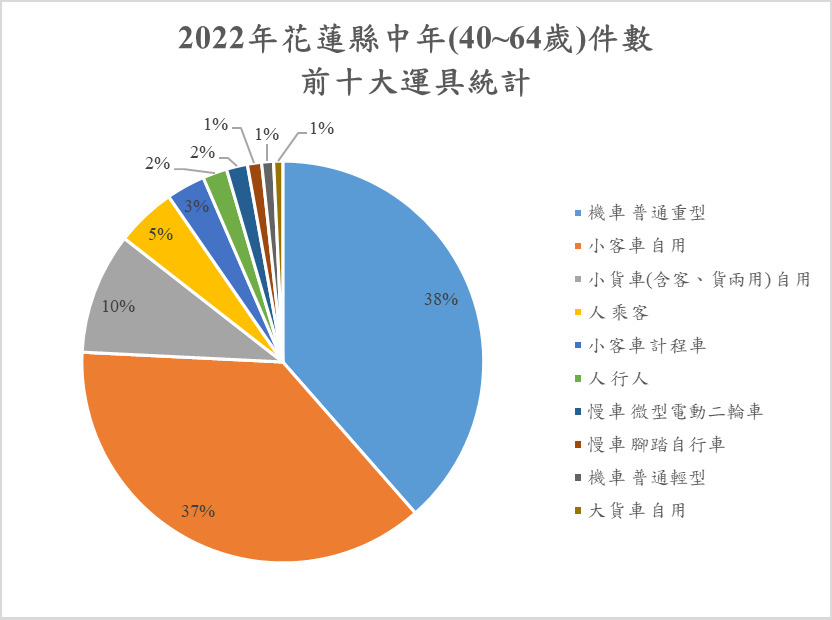 2022年花蓮縣中年(40~64歲)件數
前十大運具統計
1%
1%
1%
2%
2%
3%
5%
10%
38%
37%
機車 普通重型
小客車 自用
小貨車(含客、貨兩用) 自用
人 乘客
小客車 計程車
人 行人
慢車 微型電動二輪車
慢車 腳踏自行車
機車 普通輕型
大貨車 自用